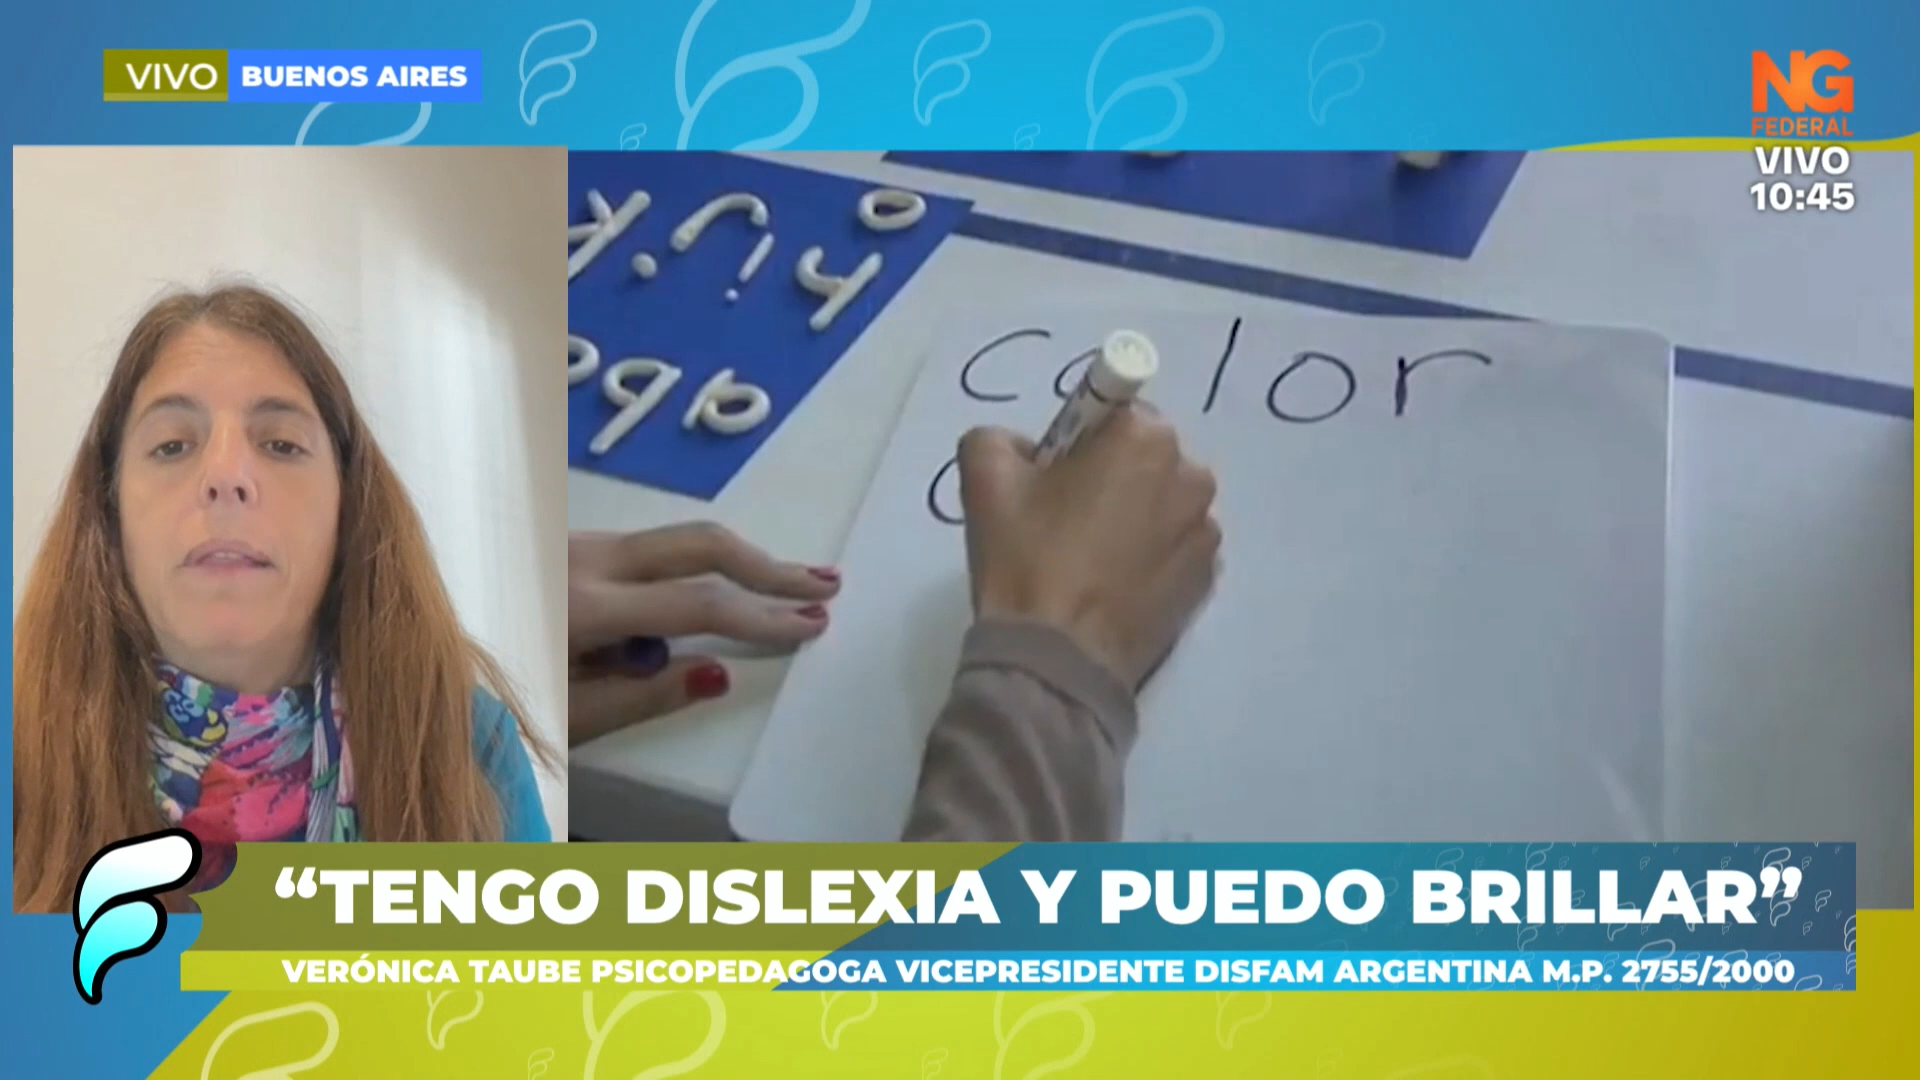 VIVO BUENOS AIRES
NG
FEDERAL
VIVO
10:45
color
“TENGO DISLEXIA Y PUEDO BRILLAR”
VERÓNICA TAUBE PSICOPEDAGOGA VICEPRESIDENTE DISFAM ARGENTINA M.P. 2755/2000